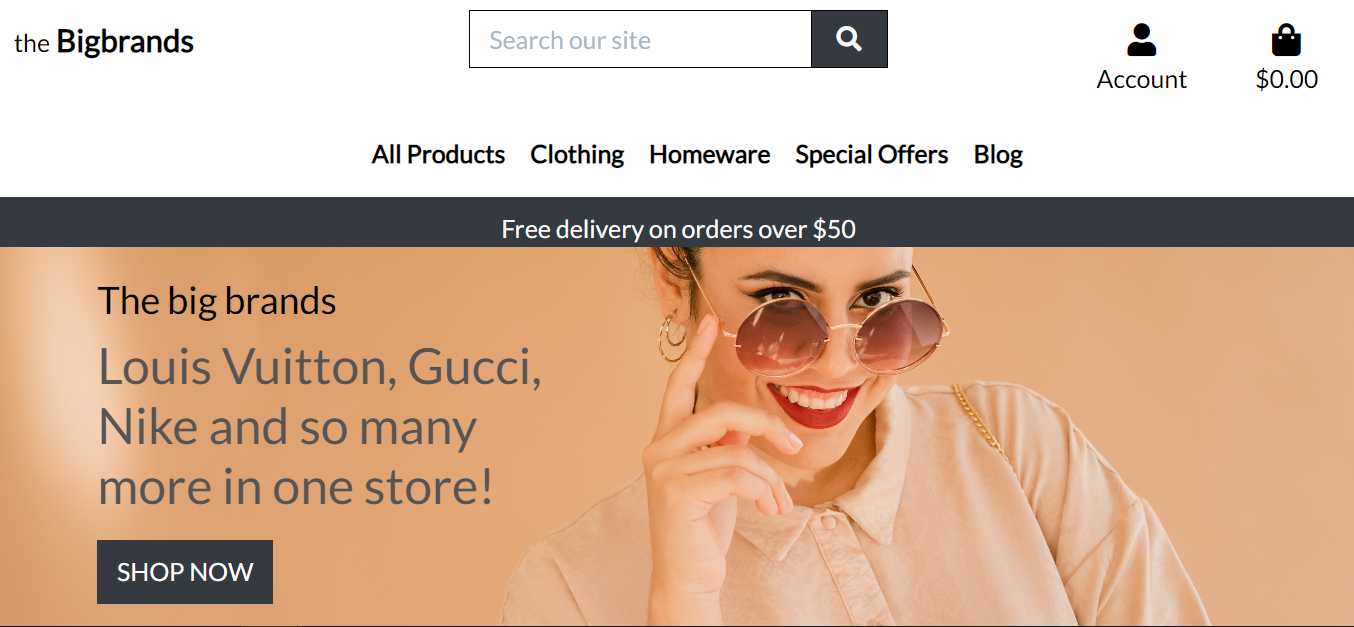 the Bigbrands
Search our site
Account
$0.00
All Products Clothing Homeware Special Offers Blog
Free delivery on orders over $50
The big brands
Louis Vuitton, Gucci,
Nike and so many
more in one store!
SHOP NOW